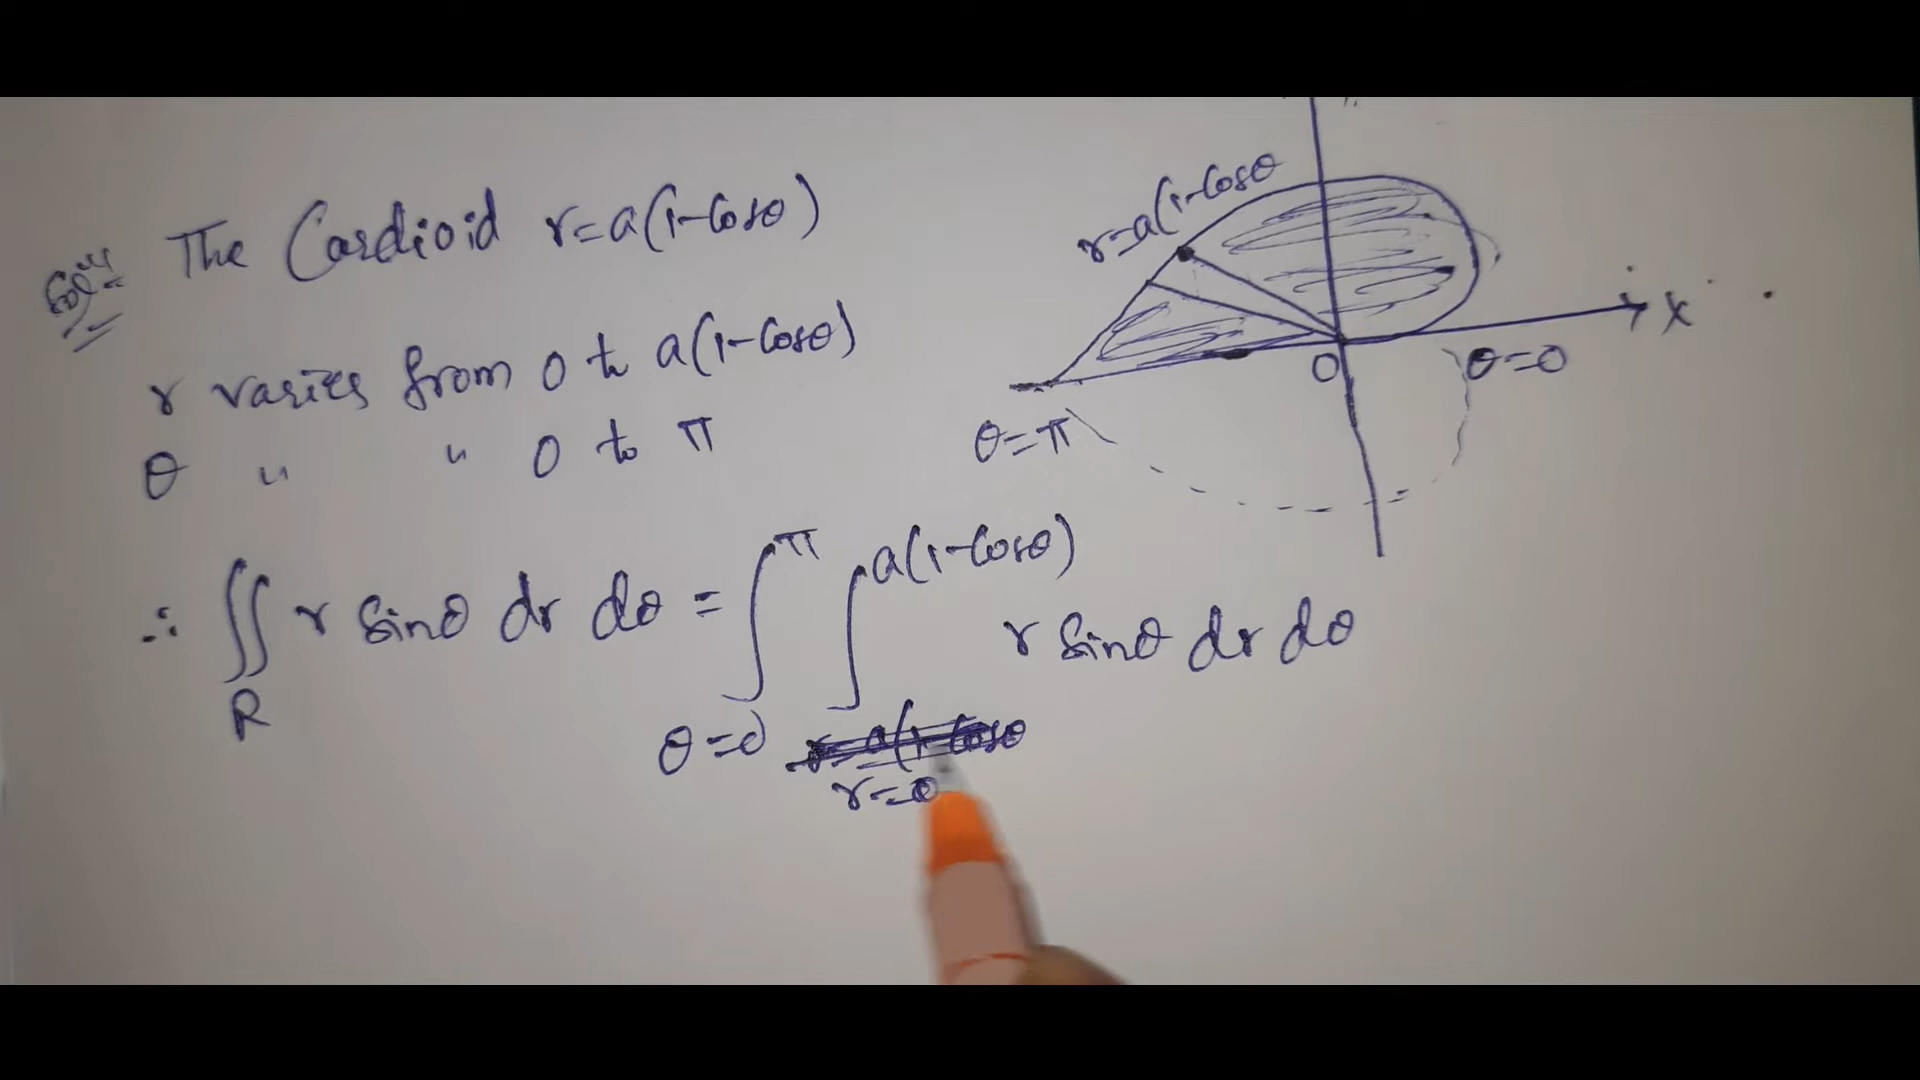 Sol^n:- The Cardioid r=a(1-Cosθ)
r varies from 0 to a(1-Cosθ)
θ " " 0 to π
r=a(1-Cosθ
X
O
θ=0
θ=π
∴ ∬_R r Sinθ dr dθ = ∫_{θ=0}^{π} ∫_{r=0}^{a(1-Cosθ)} r Sinθ dr dθ